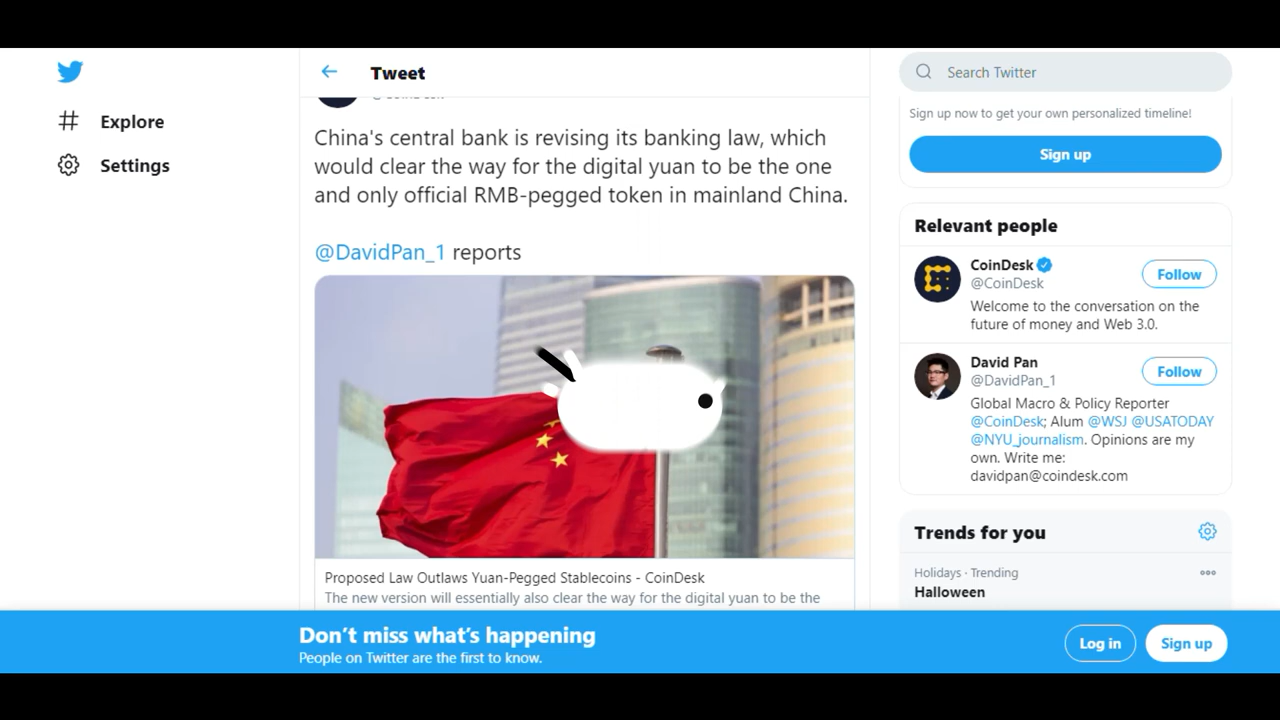 Explore
Settings
Tweet
China's central bank is revising its banking law, which
would clear the way for the digital yuan to be the one
and only official RMB-pegged token in mainland China.
@DavidPan_1 reports
Proposed Law Outlaws Yuan-Pegged Stablecoins - CoinDesk
The new version will essentially also clear the way for the digital yuan to be the
Search Twitter
Sign up now to get your own personalized timeline!
Sign up
Relevant people
CoinDesk
@CoinDesk
Follow
Welcome to the conversation on the
future of money and Web 3.0.
David Pan
@DavidPan_1
Follow
Global Macro & Policy Reporter
@CoinDesk; Alum @WSJ @USATODAY
@NYU_journalism. Opinions are my
own. Write me:
davidpan@coindesk.com
Trends for you
Holidays · Trending
Halloween
Don't miss what's happening
People on Twitter are the first to know.
Log in
Sign up